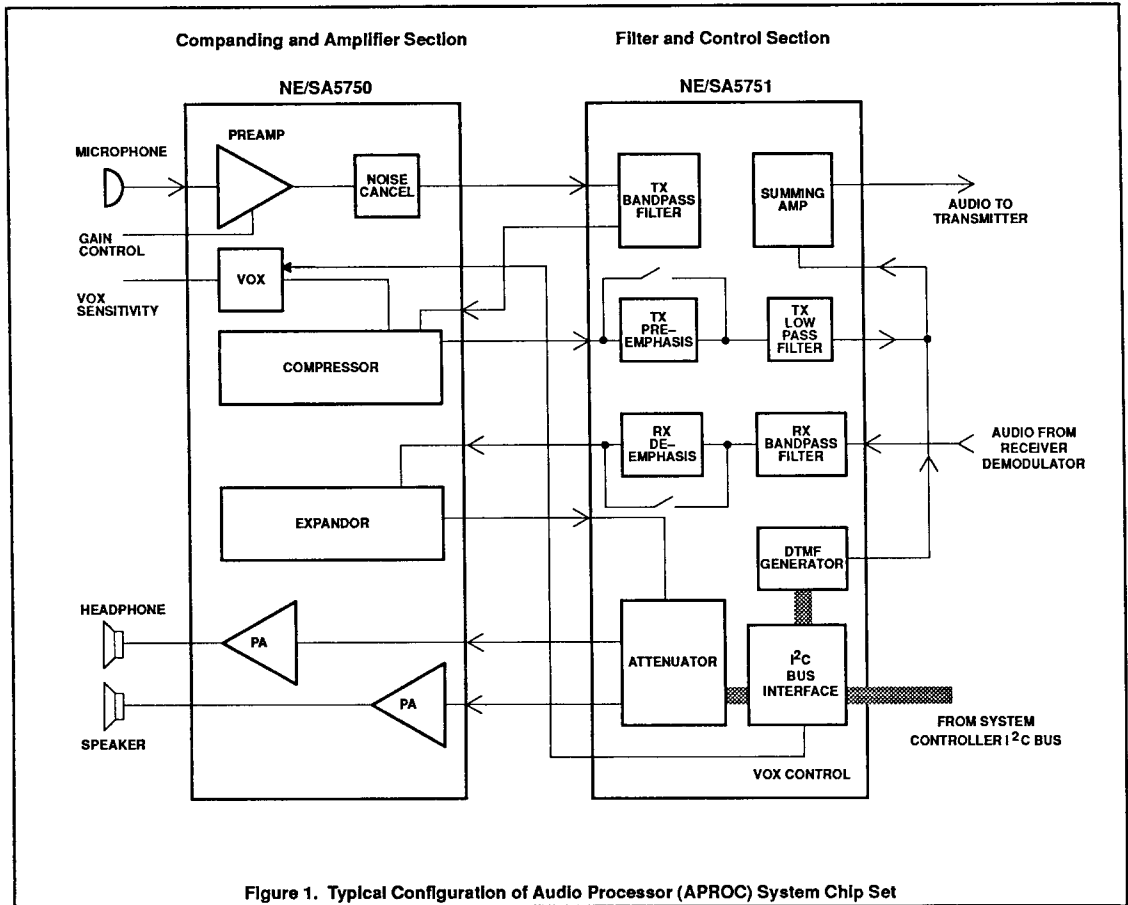 Companding and Amplifier Section
Filter and Control Section
NE/SA5750
NE/SA5751
PREAMP
MICROPHONE
NOISE
CANCEL
TX
BANDPASS
FILTER
SUMMING
AMP
AUDIO TO
TRANSMITTER
GAIN
CONTROL
VOX
VOX
SENSITIVITY
COMPRESSOR
TX
PRE–
EMPHASIS
TX
LOW
PASS
FILTER
RX
DE–
EMPHASIS
RX
BANDPASS
FILTER
AUDIO FROM
RECEIVER
DEMODULATOR
EXPANDOR
DTMF
GENERATOR
HEADPHONE
PA
ATTENUATOR
I²C
BUS
INTERFACE
PA
SPEAKER
FROM SYSTEM
CONTROLLER I²C BUS
VOX CONTROL
Figure 1. Typical Configuration of Audio Processor (APROC) System Chip Set